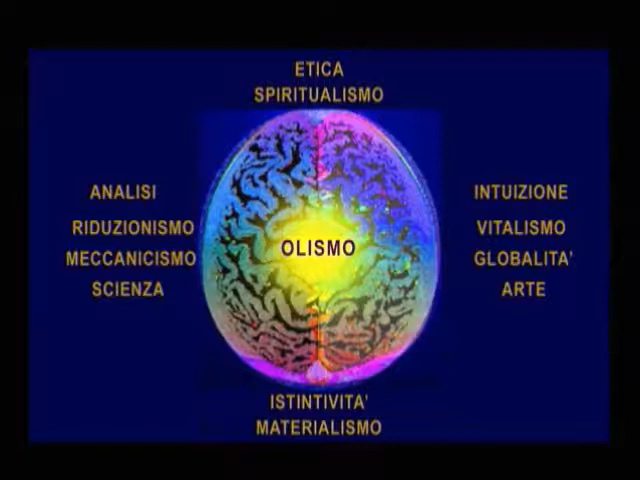 ETICA
SPIRITUALISMO
ANALISI
INTUIZIONE
RIDUZIONISMO
VITALISMO
MECCANICISMO
GLOBALITA'
SCIENZA
ARTE
OLISMO
ISTINTIVITA'
MATERIALISMO